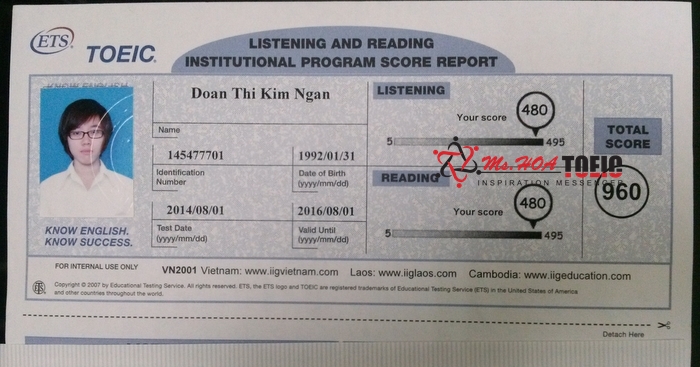 ETS
TOEIC
LISTENING AND READING
INSTITUTIONAL PROGRAM SCORE REPORT
KNOW ENGLISH
Doan Thi Kim Ngan
Name
145477701
1992/01/31
Identification Number
Date of Birth (yyyy/mm/dd)
2014/08/01
2016/08/01
Test Date (yyyy/mm/dd)
Valid Until (yyyy/mm/dd)
KNOW ENGLISH.
KNOW SUCCESS.
LISTENING
Your score
480
5
495
READING
Your score
480
5
495
Ms.HOA TOEIC
INSPIRATION MESSENGER
TOTAL SCORE
960
FOR INTERNAL USE ONLY
VN2001 Vietnam: www.iigvietnam.com Laos: www.iiglaos.com Cambodia: www.iigeducation.com
Copyright © 2007 by Educational Testing Service. All rights reserved. ETS, the ETS logo and TOEIC are registered trademarks of Educational Testing Service (ETS) in the United States of America
and other countries throughout the world.
Detach Here